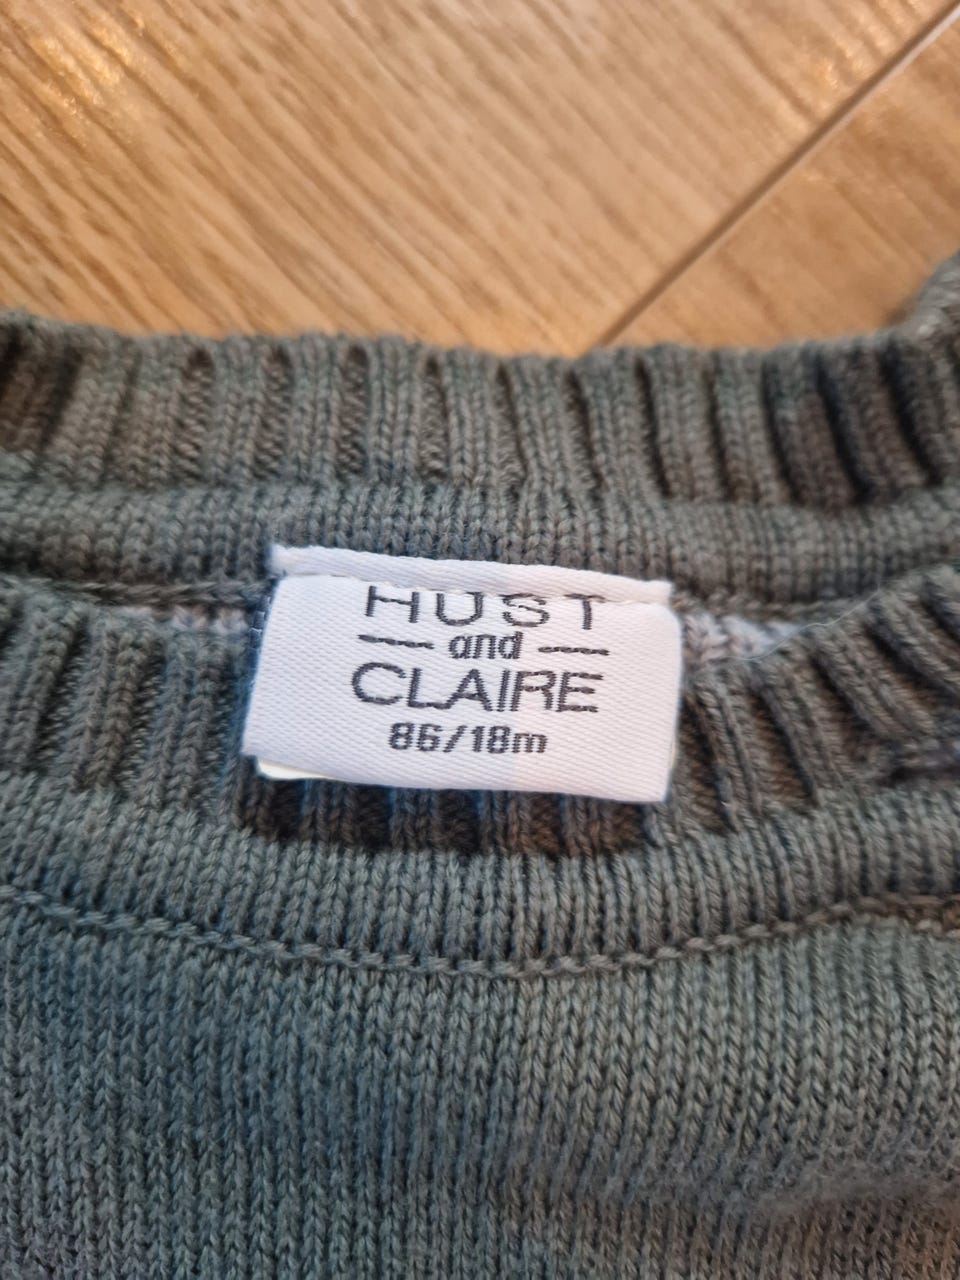 HUST
and
CLAIRE
86/18m